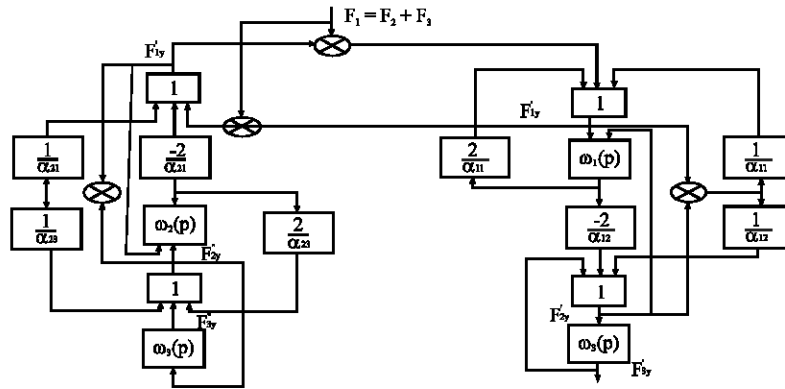 F₁ = F₂ + F₃
F'₁y
1
1/α₂₁
-2/α₂₁
1/α₂₃
ω₂(p)
2/α₂₃
F''₂y
1
F''₃y
ω₃(p)
F'₁y
1
2/α₁₁
ω₁(p)
1/α₁₁
-2/α₁₂
1/α₁₂
1
F'₂y
ω₃(p)
F'₃y